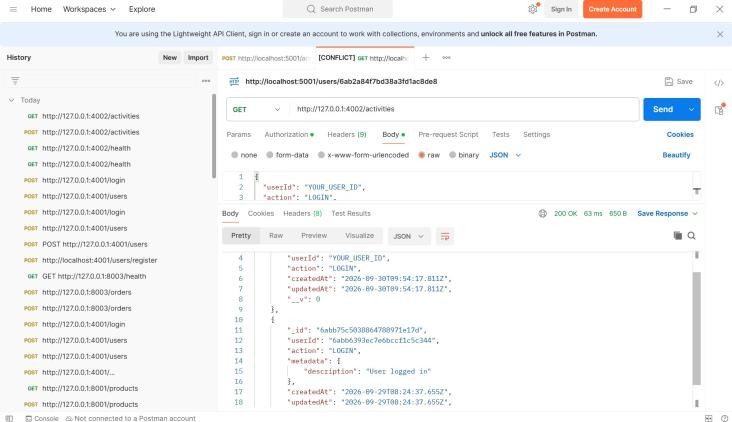 Home Workspaces Explore Search Postman Sign In Create Account
You are using the Lightweight API Client, sign in or create an account to work with collections, environments and unlock all free features in Postman.
History New Import
POST http://localhost:5001/a [CONFLICT] GET http://localh
Today
GET http://127.0.0.1:4002/activities
POST http://127.0.0.1:4002/activities
GET http://127.0.0.1:4002/health
GET http://127.0.0.1:4002/health
POST http://127.0.0.1:4001/login
POST http://127.0.0.1:4001/users
POST http://127.0.0.1:4001/login
POST http://127.0.0.1:4001/users
POST POST http://127.0.0.1:4001/users
POST http://localhost:4001/users/register
GET GET http://127.0.0.1:8003/health
POST http://127.0.0.1:8003/orders
POST http://127.0.0.1:8003/orders
POST http://127.0.0.1:4001/login
POST http://127.0.0.1:4001/users
POST http://127.0.0.1:4001/users
POST http://127.0.0.1:4001/...
GET http://127.0.0.1:8001/products
POST http://127.0.0.1:8001/products
HTTP http://localhost:5001/users/6ab2a84f7bd38a3fd1ac8de8 Save
GET http://127.0.0.1:4002/activities Send
Params Authorization Headers (9) Body Pre-request Script Tests Settings Cookies
none form-data x-www-form-urlencoded raw binary JSON Beautify
1 {
2 "userId": "YOUR_USER_ID",
3 "action": "LOGIN",
Body Cookies Headers (8) Test Results 200 OK 63 ms 650 B Save Response
Pretty Raw Preview Visualize JSON
4 "userId": "YOUR_USER_ID",
5 "action": "LOGIN",
6 "createdAt": "2026-09-30T09:54:17.811Z",
7 "updatedAt": "2026-09-30T09:54:17.811Z",
8 "__v": 0
9 },
10 {
11 "_id": "6abb75c5038864788971e17d",
12 "userId": "6abb6393ec7e6bccf1c5c344",
13 "action": "LOGIN",
14 "metadata": {
15 "description": "User logged in"
16 },
17 "createdAt": "2026-09-29T08:24:37.655Z",
18 "updatedAt": "2026-09-29T08:24:37.655Z",
Console Not connected to a Postman account